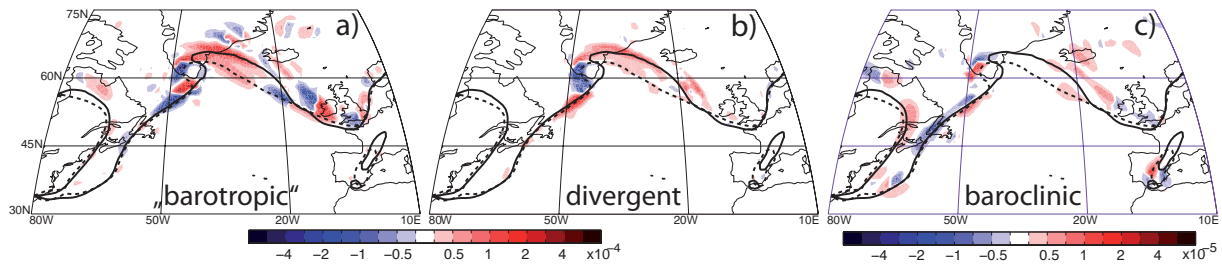 75N a) b) c)
60N
45N
30N „barotropic“ divergent baroclinic
80W 50W 20W 10E 80W 50W 20W 10E 80W 50W 20W 10E
−4 −2 −1 −0.5 0.5 1 2 4 x10⁻⁴ −4 −2 −1 −0.5 0.5 1 2 4 x10⁻⁵